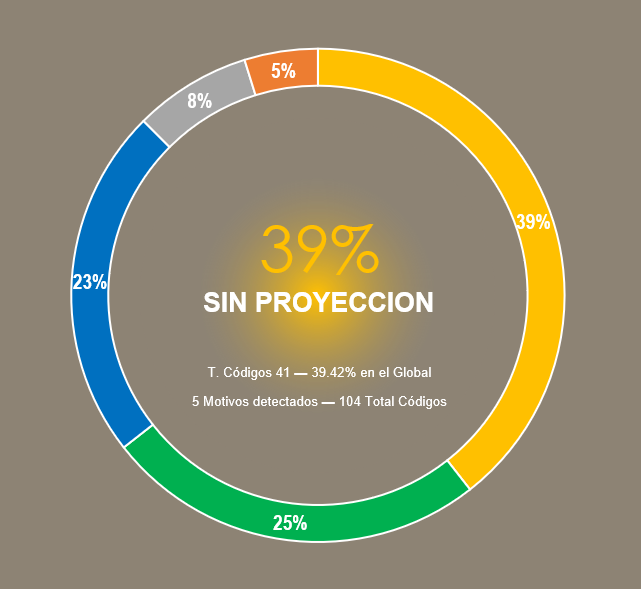 5%
8%
39%
39%
SIN PROYECCION
23%
T. Códigos 41 — 39.42% en el Global
5 Motivos detectados — 104 Total Códigos
25%